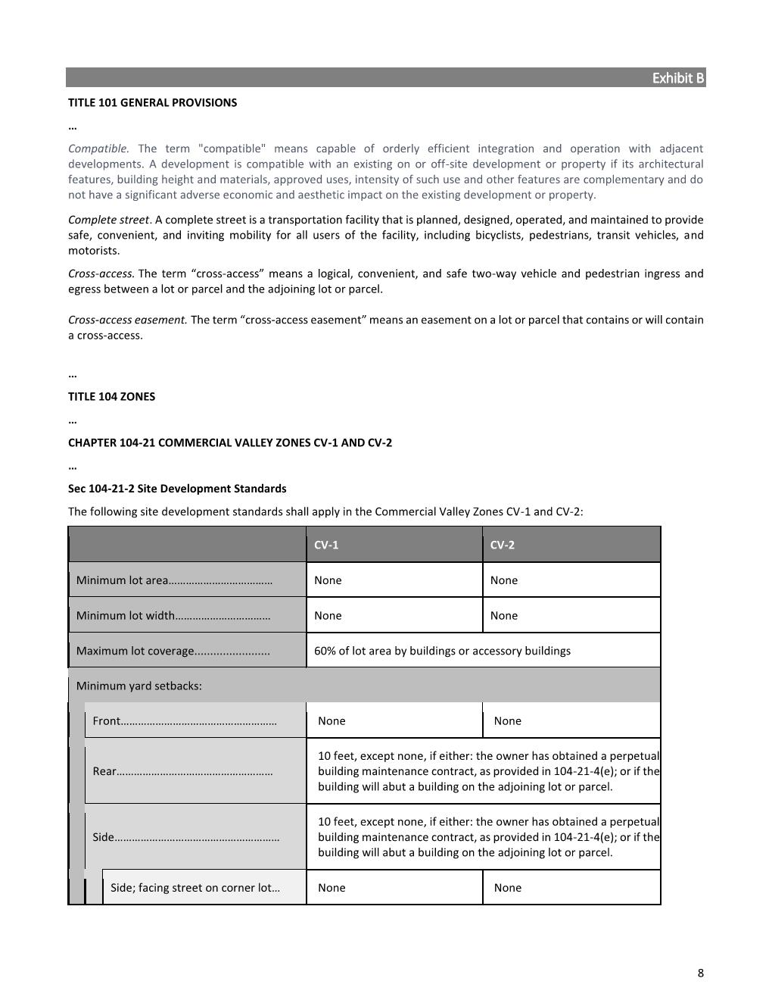 Exhibit B
TITLE 101 GENERAL PROVISIONS
…
Compatible. The term "compatible" means capable of orderly efficient integration and operation with adjacent
developments. A development is compatible with an existing on or off-site development or property if its architectural
features, building height and materials, approved uses, intensity of such use and other features are complementary and do
not have a significant adverse economic and aesthetic impact on the existing development or property.
Complete street. A complete street is a transportation facility that is planned, designed, operated, and maintained to provide
safe, convenient, and inviting mobility for all users of the facility, including bicyclists, pedestrians, transit vehicles, and
motorists.
Cross-access. The term “cross-access” means a logical, convenient, and safe two-way vehicle and pedestrian ingress and
egress between a lot or parcel and the adjoining lot or parcel.
Cross-access easement. The term “cross-access easement” means an easement on a lot or parcel that contains or will contain
a cross-access.
…
TITLE 104 ZONES
…
CHAPTER 104-21 COMMERCIAL VALLEY ZONES CV-1 AND CV-2
…
Sec 104-21-2 Site Development Standards
The following site development standards shall apply in the Commercial Valley Zones CV-1 and CV-2:
CV-1 CV-2
Minimum lot area……………………………… None None
Minimum lot width…………………………… None None
Maximum lot coverage........................ 60% of lot area by buildings or accessory buildings
Minimum yard setbacks:
Front……………………………………………… None None
Rear……………………………………………… 10 feet, except none, if either: the owner has obtained a perpetual
building maintenance contract, as provided in 104-21-4(e); or if the
building will abut a building on the adjoining lot or parcel.
Side………………………………………………… 10 feet, except none, if either: the owner has obtained a perpetual
building maintenance contract, as provided in 104-21-4(e); or if the
building will abut a building on the adjoining lot or parcel.
Side; facing street on corner lot… None None
8